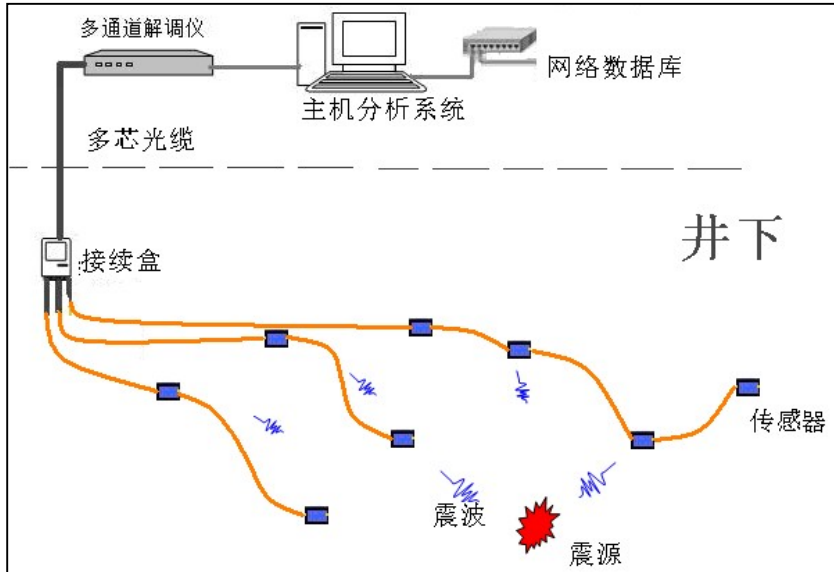 多通道解调仪
网络数据库
主机分析系统
多芯光缆
井下
接续盒
传感器
震波
震源